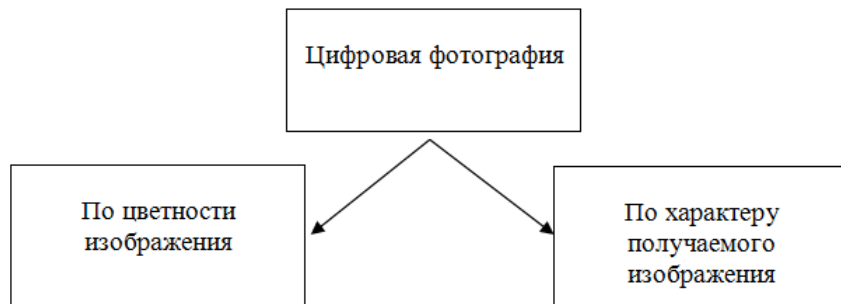 Цифровая фотография
По цветности
изображения
По характеру
получаемого
изображения